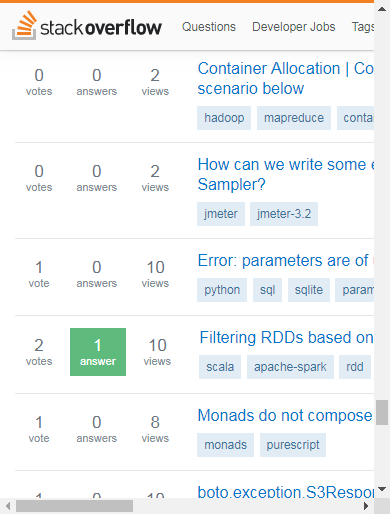 stackoverflow Questions Developer Jobs Tags
0 0 2 Container Allocation | Co
votes answers views scenario below
hadoop mapreduce conta
0 0 2 How can we write some e
votes answers views Sampler?
jmeter jmeter-3.2
1 0 10 Error: parameters are of
vote answers views
python sql sqlite param
2 1 10 Filtering RDDs based on
votes answer views
scala apache-spark rdd
1 0 8 Monads do not compose
vote answers views
monads purescript
1 0 10 boto.exception.S3Respor